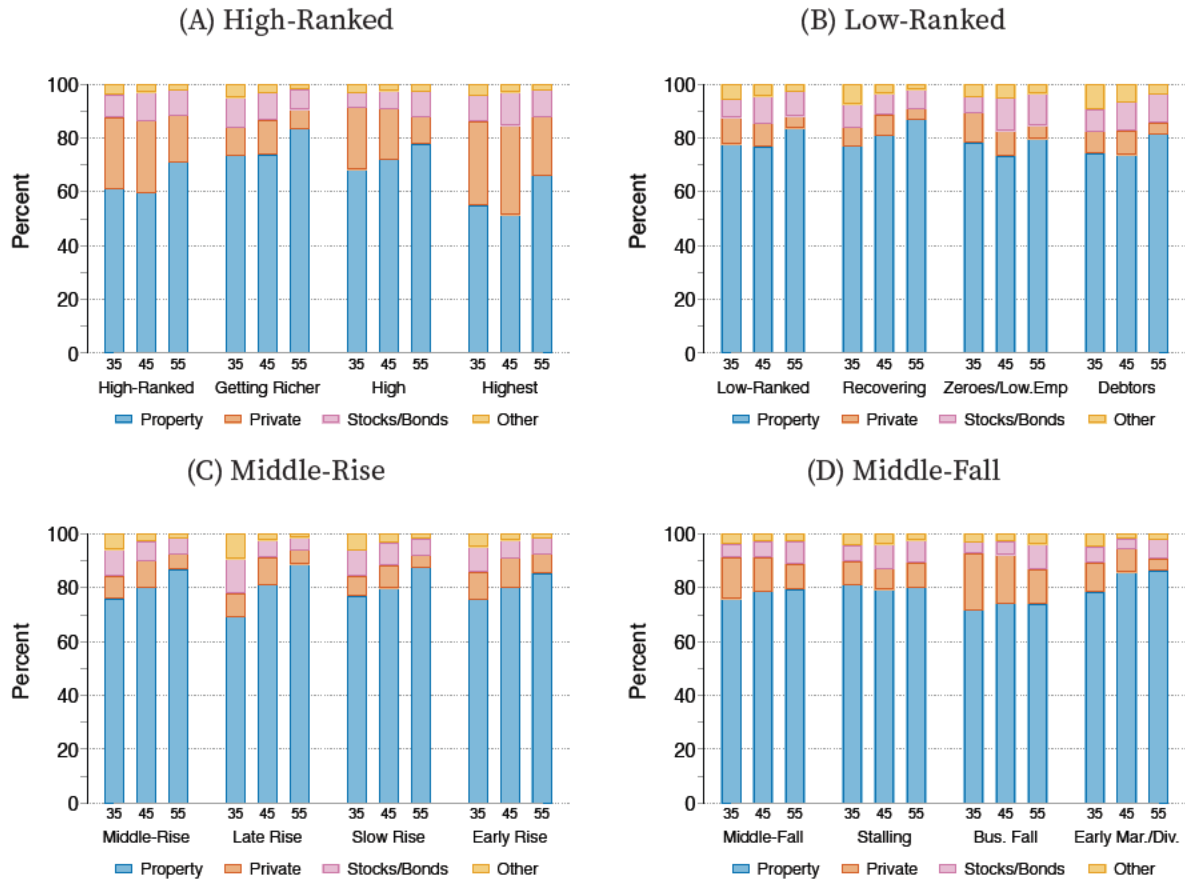 (A) High-Ranked
Percent
100
80
60
40
20
0
35 45 55 35 45 55 35 45 55 35 45 55
High-Ranked Getting Richer High Highest
Property Private Stocks/Bonds Other
(B) Low-Ranked
Percent
100
80
60
40
20
0
35 45 55 35 45 55 35 45 55 35 45 55
Low-Ranked Recovering Zeroes/Low.Emp Debtors
Property Private Stocks/Bonds Other
(C) Middle-Rise
Percent
100
80
60
40
20
0
35 45 55 35 45 55 35 45 55 35 45 55
Middle-Rise Late Rise Slow Rise Early Rise
Property Private Stocks/Bonds Other
(D) Middle-Fall
Percent
100
80
60
40
20
0
35 45 55 35 45 55 35 45 55 35 45 55
Middle-Fall Stalling Bus. Fall Early Mar./Div.
Property Private Stocks/Bonds Other